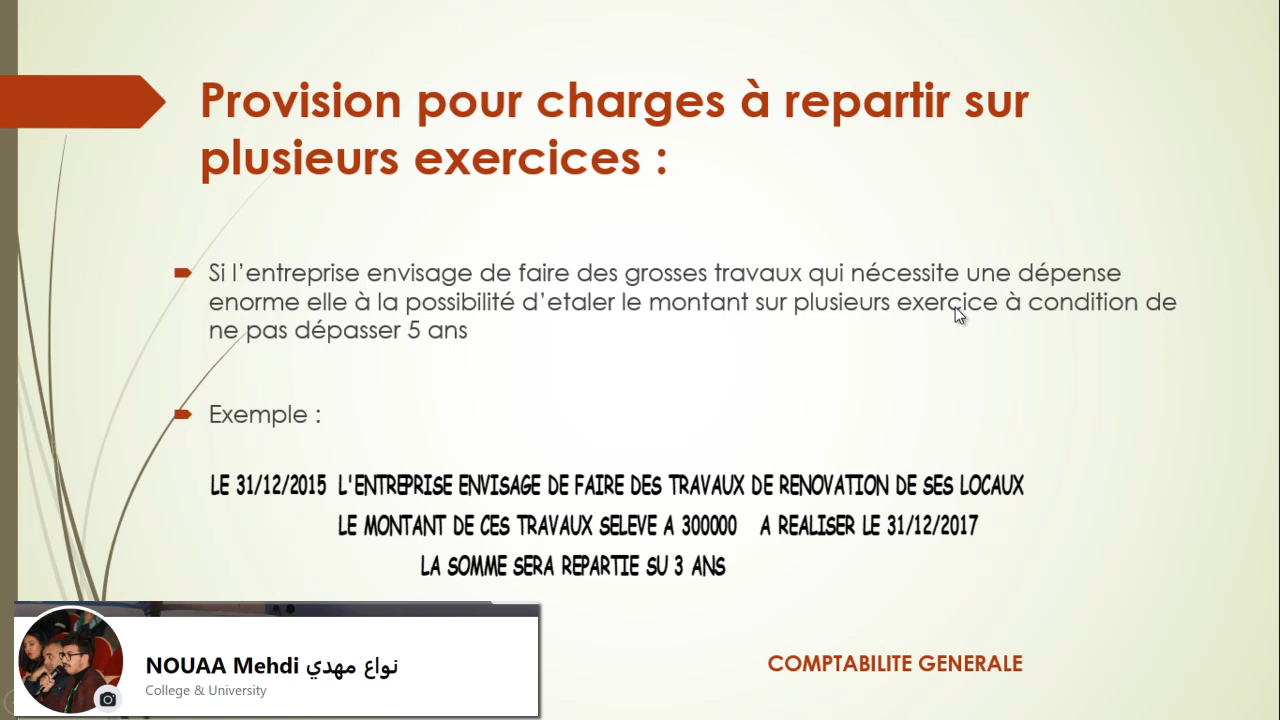 Provision pour charges à repartir sur
plusieurs exercices :
Si l'entreprise envisage de faire des grosses travaux qui nécessite une dépense
enorme elle à la possibilité d'etaler le montant sur plusieurs exercice à condition de
ne pas dépasser 5 ans
Exemple :
LE 31/12/2015 L'ENTREPRISE ENVISAGE DE FAIRE DES TRAVAUX DE RENOVATION DE SES LOCAUX
LE MONTANT DE CES TRAVAUX SELEVE A 300000 A REALISER LE 31/12/2017
LA SOMME SERA REPARTIE SU 3 ANS
NOUAA Mehdi نواع مهدي
College & University
COMPTABILITE GENERALE